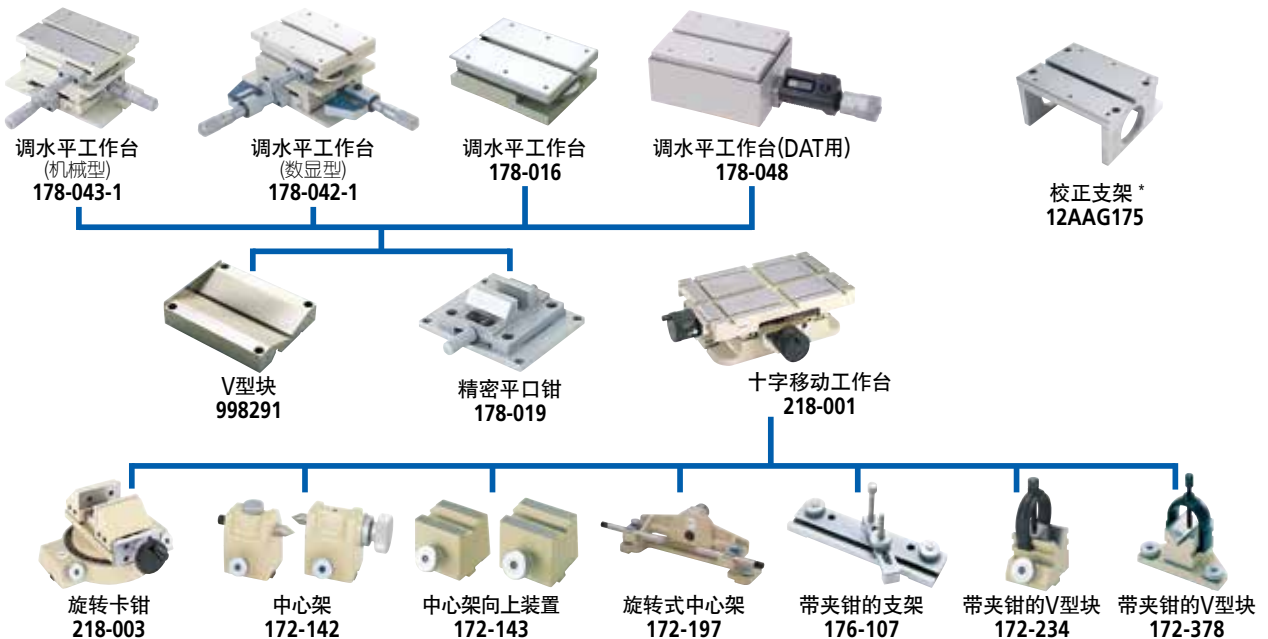 调水平工作台
(机械型)
178-043-1
调水平工作台
(数显型)
178-042-1
调水平工作台
178-016
调水平工作台(DAT用)
178-048
校正支架 *
12AAG175
V型块
998291
精密平口钳
178-019
十字移动工作台
218-001
旋转卡钳
218-003
中心架
172-142
中心架向上装置
172-143
旋转式中心架
172-197
带夹钳的支架
176-107
带夹钳的V型块
172-234
带夹钳的V型块
172-378